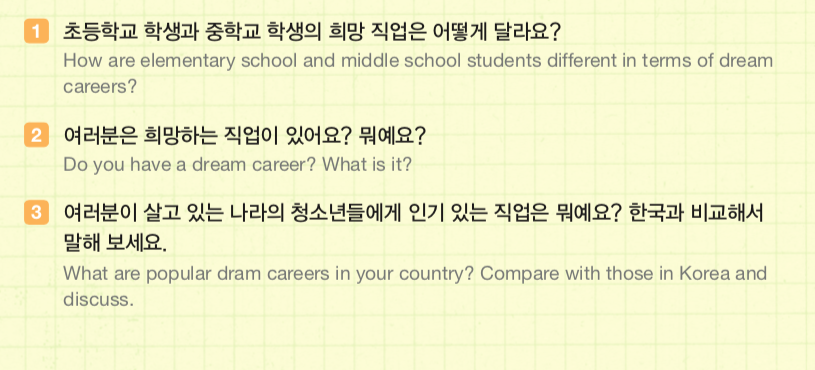 1 초등학교 학생과 중학교 학생의 희망 직업은 어떻게 달라요?
How are elementary school and middle school students different in terms of dream
careers?
2 여러분은 희망하는 직업이 있어요? 뭐예요?
Do you have a dream career? What is it?
3 여러분이 살고 있는 나라의 청소년들에게 인기 있는 직업은 뭐예요? 한국과 비교해서
말해 보세요.
What are popular dram careers in your country? Compare with those in Korea and
discuss.